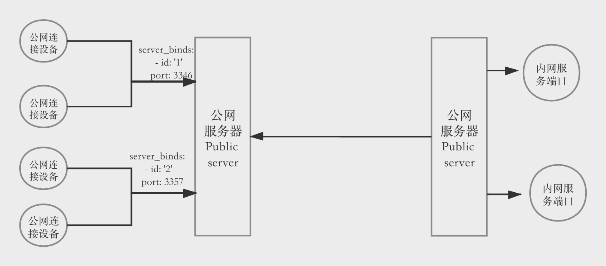 公网连
接设备
公网连
接设备
公网连
接设备
公网连
接设备
server_binds:
- id: '1'
port: 3346
server_binds:
- id: '2'
port: 3357
公网
服务器
Public
server
公网
服务器
Public
server
内网服
务端口
内网服
务端口